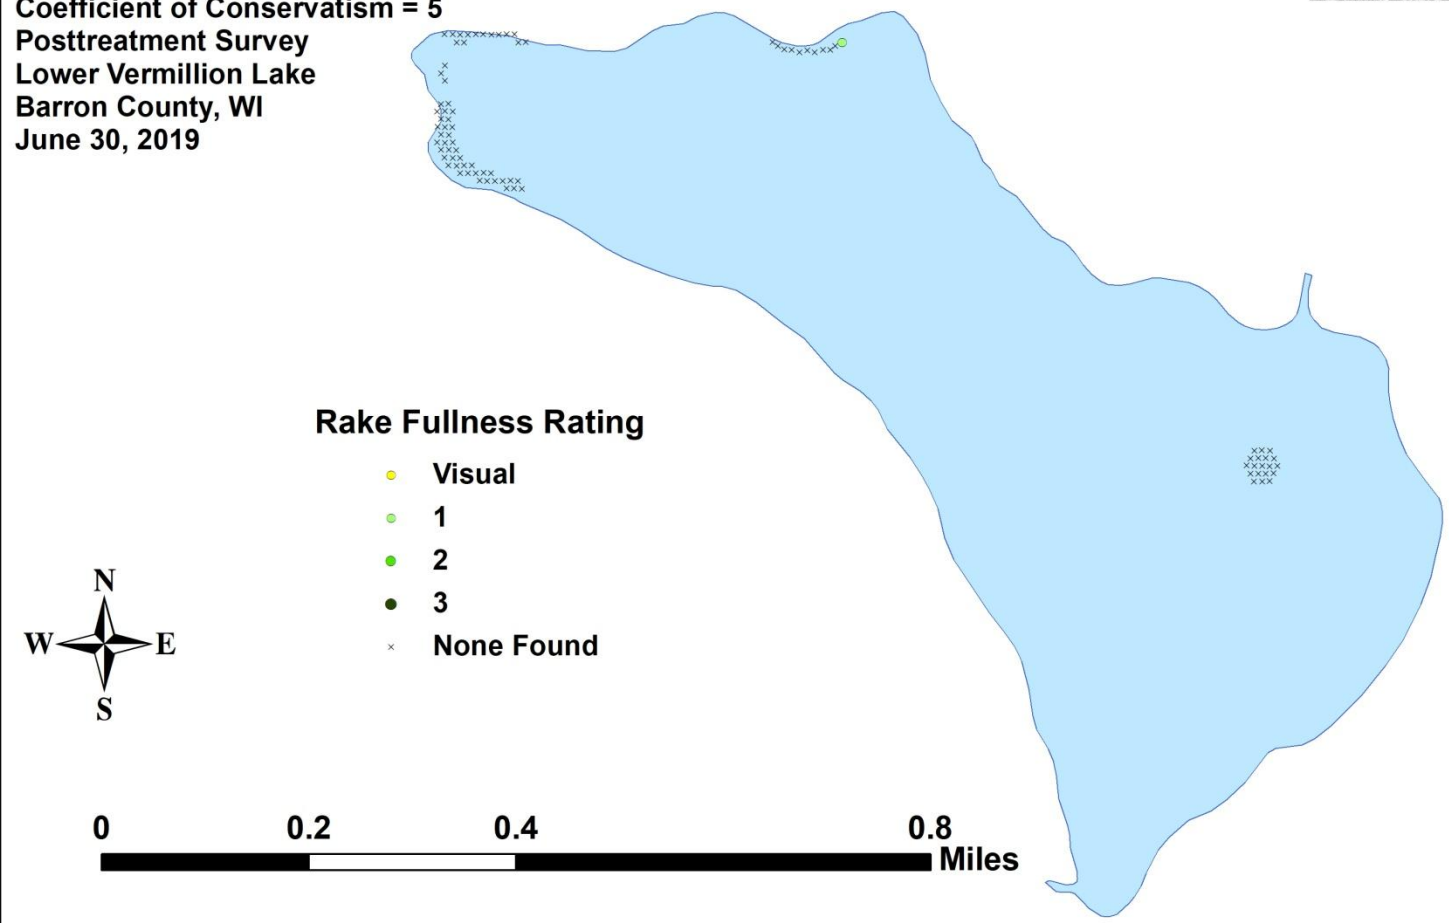 Coefficient of Conservatism = 5
Posttreatment Survey
Lower Vermillion Lake
Barron County, WI
June 30, 2019
Rake Fullness Rating
Visual
1
2
3
None Found
N
W E
S
0 0.2 0.4 0.8
Miles